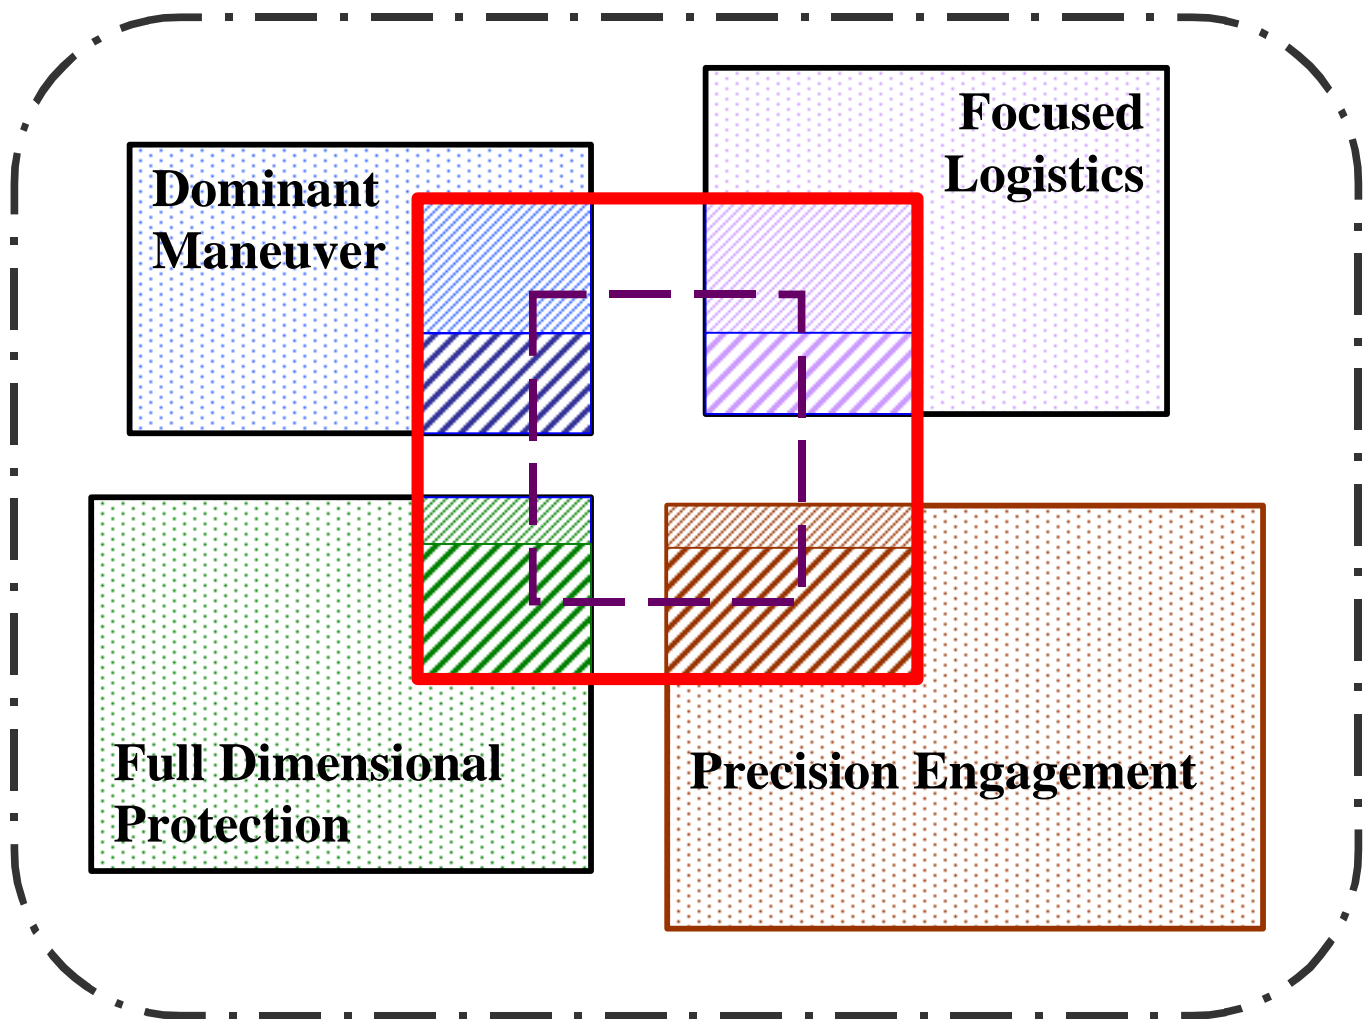 Dominant
Maneuver
Focused
Logistics
Full Dimensional
Protection
Precision Engagement